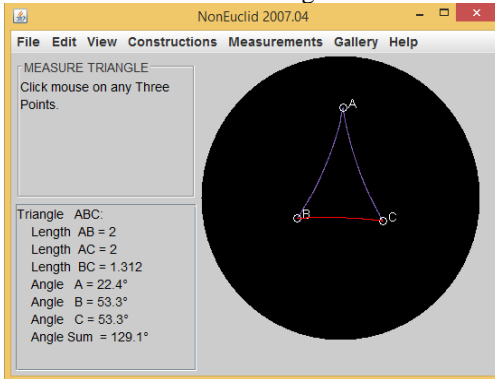 NonEuclid 2007.04
File Edit View Constructions Measurements Gallery Help
MEASURE TRIANGLE
Click mouse on any Three
Points.
A
B
C
Triangle ABC:
Length AB = 2
Length AC = 2
Length BC = 1.312
Angle A = 22.4°
Angle B = 53.3°
Angle C = 53.3°
Angle Sum = 129.1°